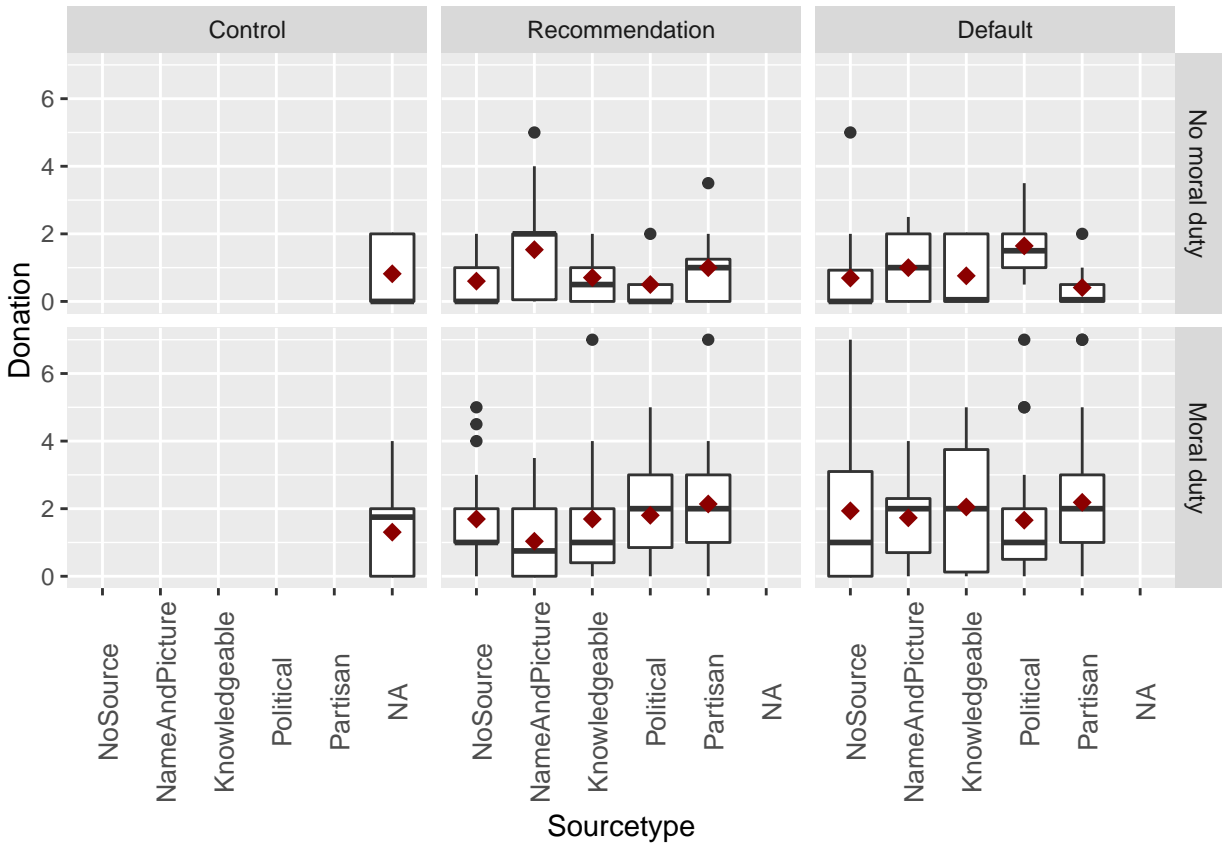 Control Recommendation Default
No moral duty
6
4
2
0
Moral duty
6
4
2
0
Donation
NoSource NameAndPicture Knowledgeable Political Partisan NA NoSource NameAndPicture Knowledgeable Political Partisan NA NoSource NameAndPicture Knowledgeable Political Partisan NA
Sourcetype